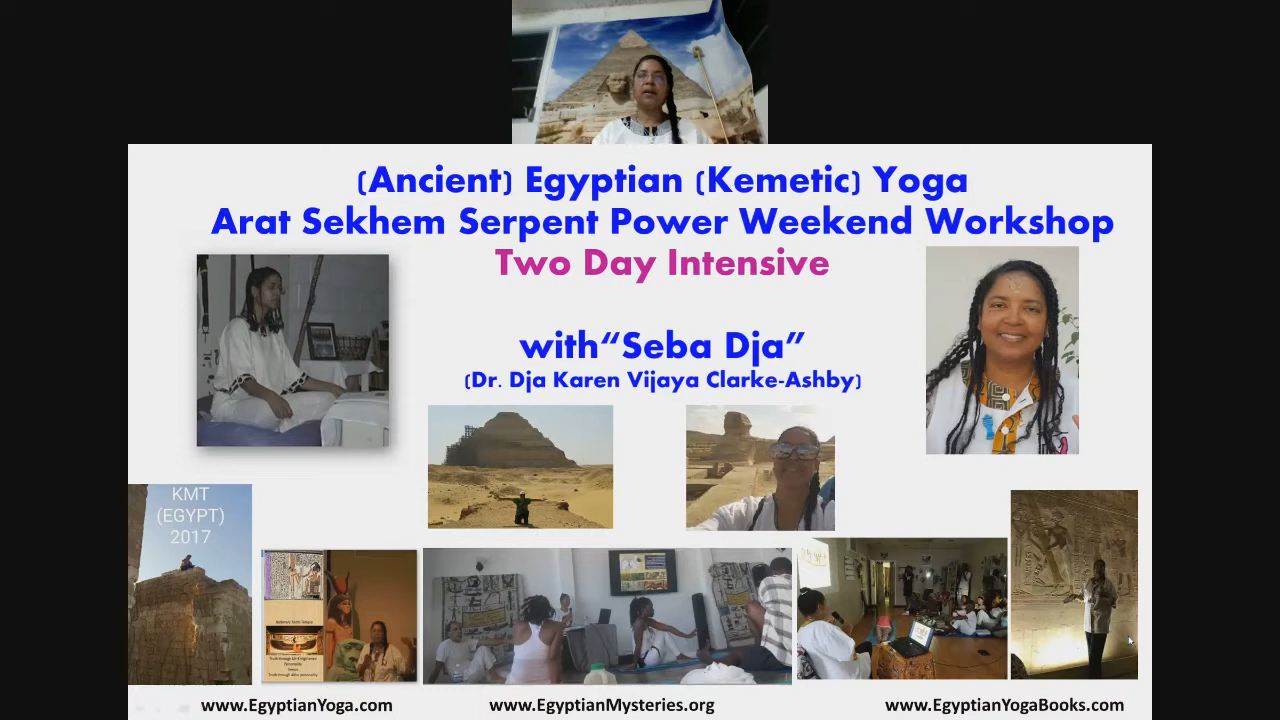 (Ancient) Egyptian (Kemetic) Yoga
Arat Sekhem Serpent Power Weekend Workshop
Two Day Intensive
with“Seba Dja”
(Dr. Dja Karen Vijaya Clarke-Ashby)
KMT
(EGYPT)
2017
www.EgyptianYoga.com
www.EgyptianMysteries.org
www.EgyptianYogaBooks.com